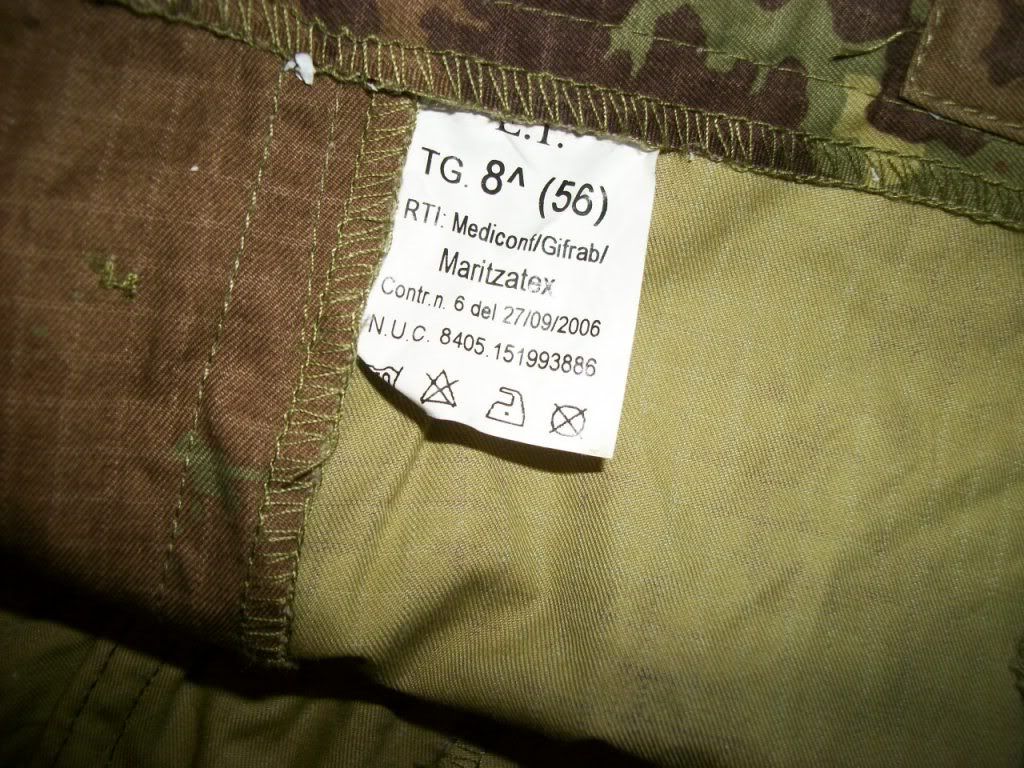 E.I.
TG. 8^ (56)
RTI: Mediconf/Gifrab/
Maritzatex
Contr.n. 6 del 27/09/2006
N.U.C. 8405.151993886